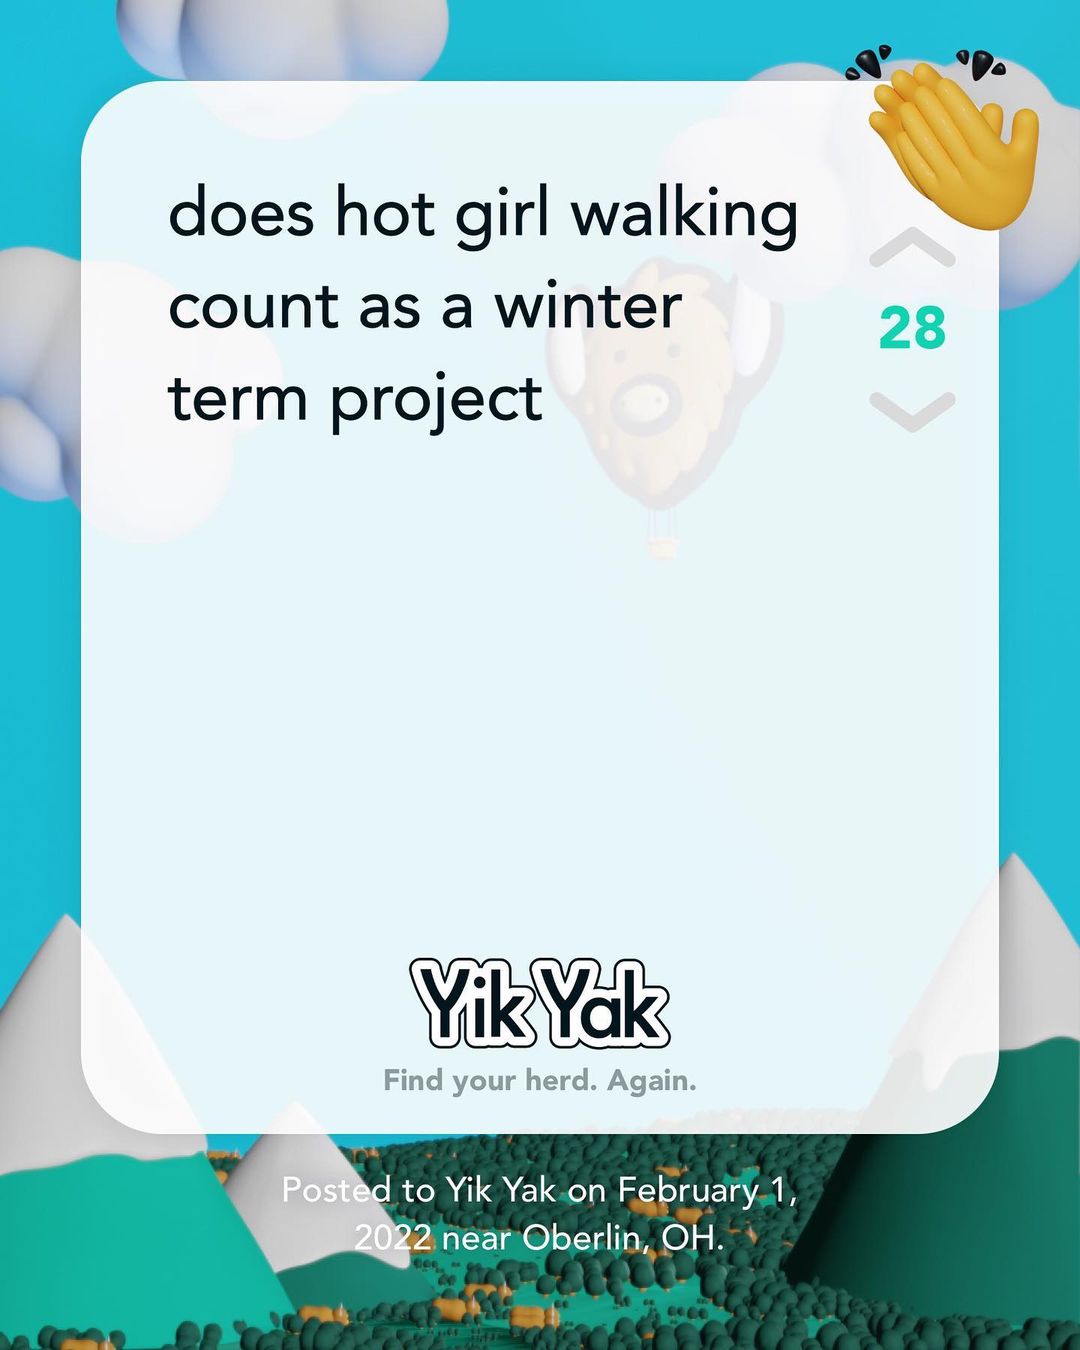 does hot girl walking
28
count as a winter
term project
Yik Yak
Find your herd. Again.
Posted to Yik Yak on February 1,
2022 near Oberlin, OH.